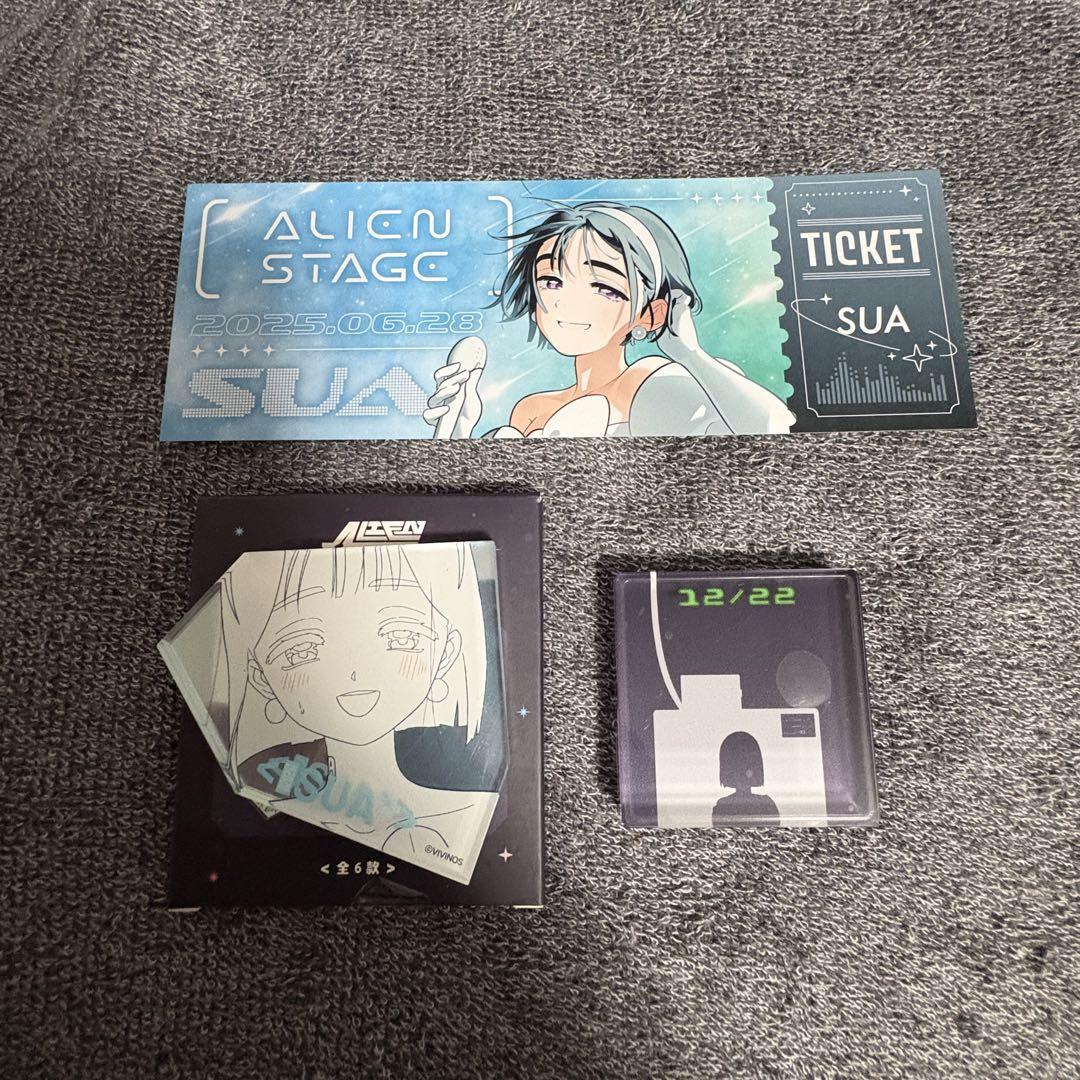 ALIEN
STAGE
2025.06.28
SUA
TICKET
SUA
ALIEN
SUA
©VIVINOS
<全6款>
12/22